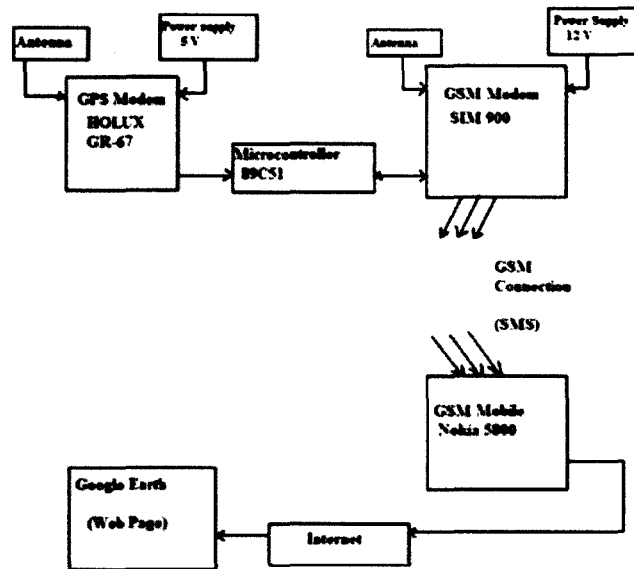 Antenna
Power supply
5 V
Antenna
Power Supply
12 V
GPS Modem
HOLUX
GR-67
GSM Modem
SIM 900
Microcontroller
89C51
GSM
Connection
(SMS)
GSM Mobile
Nokia 5800
Google Earth
(Web Page)
Internet